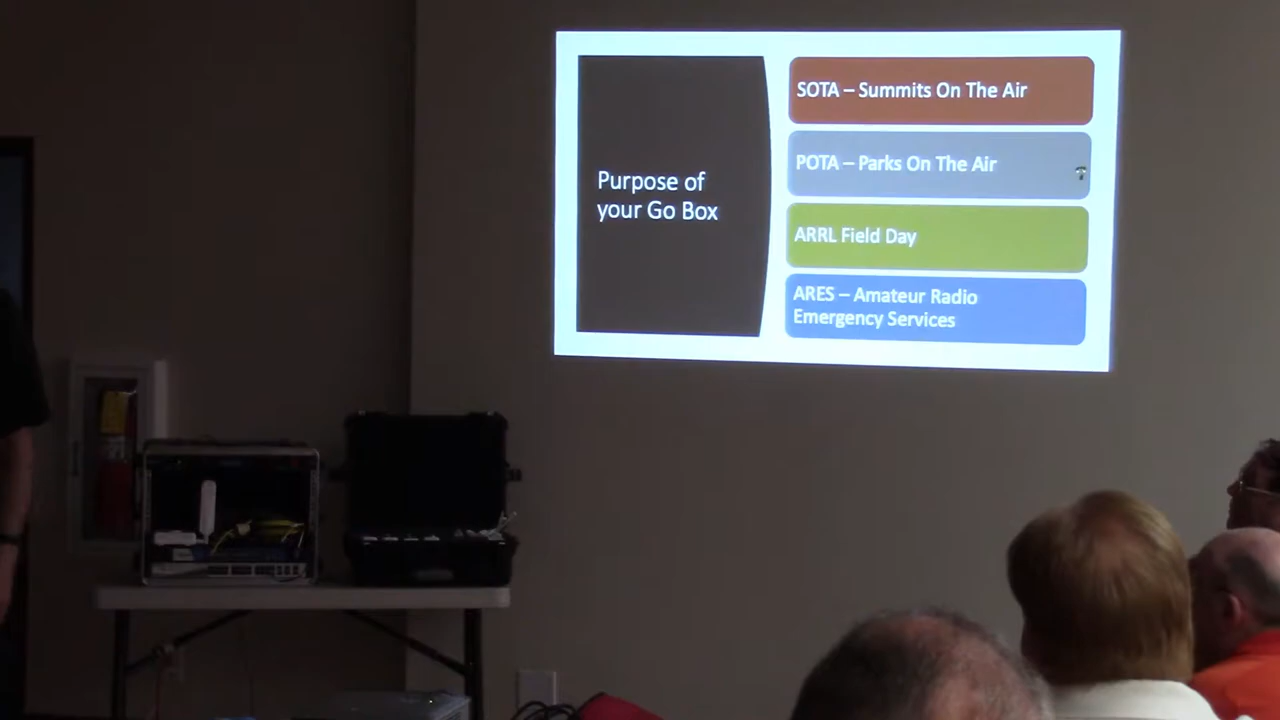 Purpose of
your Go Box
SOTA – Summits On The Air
POTA – Parks On The Air
ARRL Field Day
ARES – Amateur Radio
Emergency Services